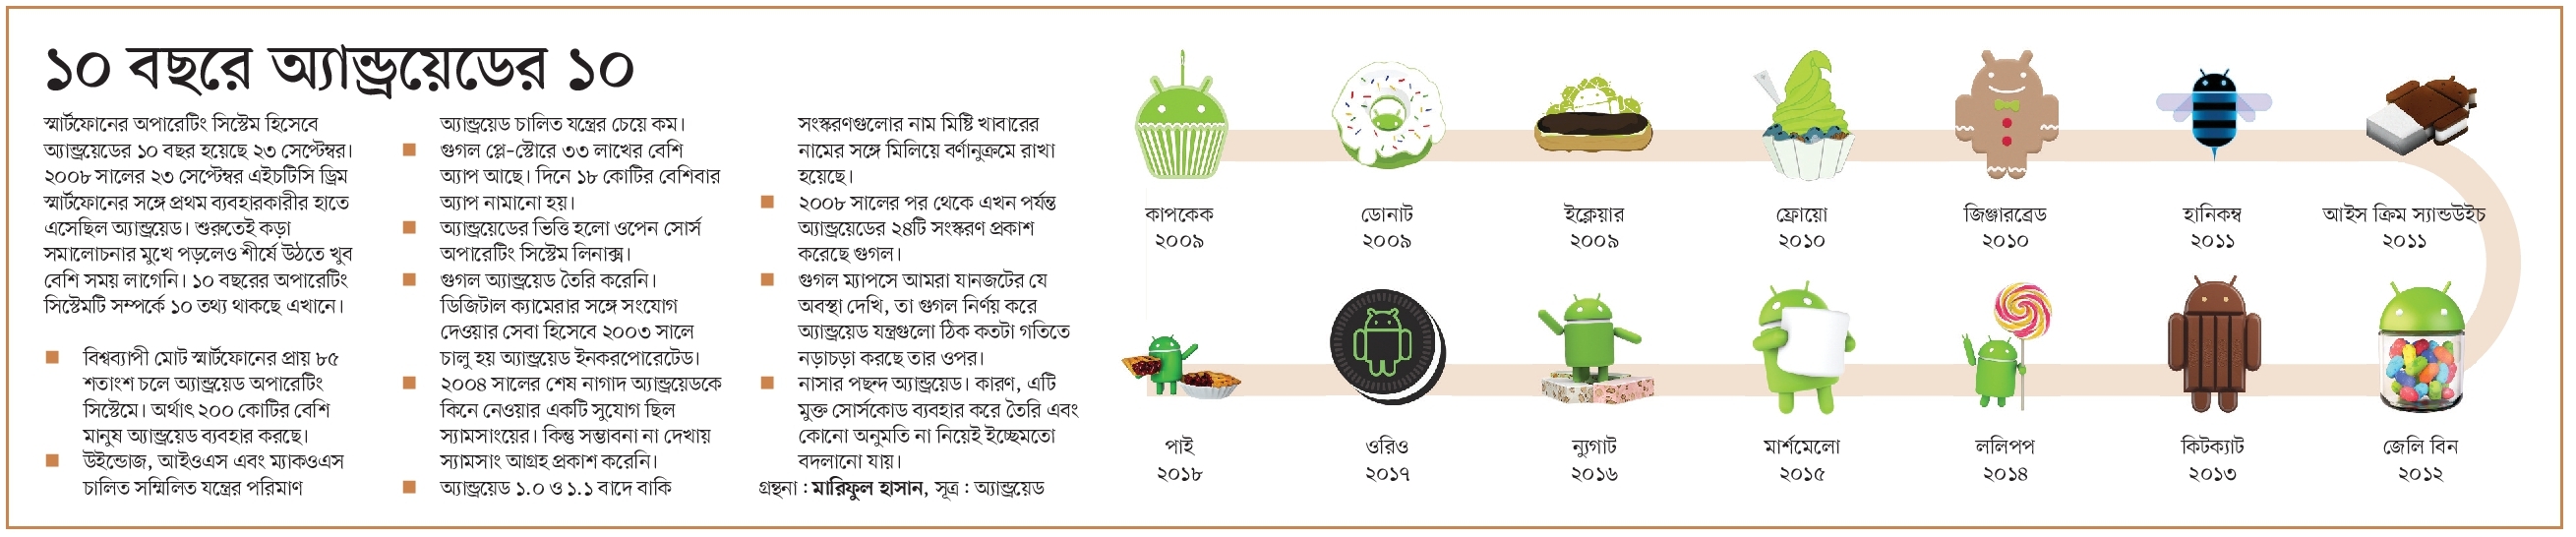 ১০ বছরে অ্যান্ড্রয়েডের ১০
স্মার্টফোনের অপারেটিং সিস্টেম হিসেবে
অ্যান্ড্রয়েডের ১০ বছর হয়েছে ২৩ সেপ্টেম্বর।
২০০৮ সালের ২৩ সেপ্টেম্বর এইচটিসি ড্রিম
স্মার্টফোনের সঙ্গে প্রথম ব্যবহারকারীর হাতে
এসেছিল অ্যান্ড্রয়েড। শুরুতেই কড়া
সমালোচনার মুখে পড়লেও শীর্ষে উঠতে খুব
বেশি সময় লাগেনি। ১০ বছরের অপারেটিং
সিস্টেমটি সম্পর্কে ১০ তথ্য থাকছে এখানে।
■ বিশ্বব্যাপী মোট স্মার্টফোনের প্রায় ৮৫
শতাংশ চলে অ্যান্ড্রয়েড অপারেটিং
সিস্টেমে। অর্থাৎ ২০০ কোটির বেশি
মানুষ অ্যান্ড্রয়েড ব্যবহার করছে।
■ উইন্ডোজ, আইওএস এবং ম্যাকওএস
চালিত সম্মিলিত যন্ত্রের পরিমাণ
অ্যান্ড্রয়েড চালিত যন্ত্রের চেয়ে কম।
■ গুগল প্লে-স্টোরে ৩৩ লাখের বেশি
অ্যাপ আছে। দিনে ১৮ কোটির বেশিবার
অ্যাপ নামানো হয়।
■ অ্যান্ড্রয়েডের ভিত্তি হলো ওপেন সোর্স
অপারেটিং সিস্টেম লিনাক্স।
■ গুগল অ্যান্ড্রয়েড তৈরি করেনি।
ডিজিটাল ক্যামেরার সঙ্গে সংযোগ
দেওয়ার সেবা হিসেবে ২০০৩ সালে
চালু হয় অ্যান্ড্রয়েড ইনকরপোরেটেড।
■ ২০০৪ সালের শেষ নাগাদ অ্যান্ড্রয়েডকে
কিনে নেওয়ার একটি সুযোগ ছিল
স্যামসাংয়ের। কিন্তু সম্ভাবনা না দেখায়
স্যামসাং আগ্রহ প্রকাশ করেনি।
■ অ্যান্ড্রয়েড ১.০ ও ১.১ বাদে বাকি
সংস্করণগুলোর নাম মিষ্টি খাবারের
নামের সঙ্গে মিলিয়ে বর্ণানুক্রমে রাখা
হয়েছে।
■ ২০০৮ সালের পর থেকে এখন পর্যন্ত
অ্যান্ড্রয়েডের ২৪টি সংস্করণ প্রকাশ
করেছে গুগল।
■ গুগল ম্যাপসে আমরা যানজটের যে
অবস্থা দেখি, তা গুগল নির্ণয় করে
অ্যান্ড্রয়েড যন্ত্রগুলো ঠিক কতটা গতিতে
নড়াচড়া করছে তার ওপর।
■ নাসার পছন্দ অ্যান্ড্রয়েড। কারণ, এটি
মুক্ত সোর্সকোড ব্যবহার করে তৈরি এবং
কোনো অনুমতি না নিয়েই ইচ্ছেমতো
বদলানো যায়।
গ্রন্থনা : মারিফুল হাসান, সূত্র : অ্যান্ড্রয়েড
কাপকেক
২০০৯
ডোনাট
২০০৯
ইক্লেয়ার
২০০৯
ফ্রোয়ো
২০১০
জিঞ্জারব্রেড
২০১০
হানিকম্ব
২০১১
আইস ক্রিম স্যান্ডউইচ
২০১১
পাই
২০১৮
ওরিও
২০১৭
ন্যুগাট
২০১৬
মার্শমেলো
২০১৫
ললিপপ
২০১৪
কিটক্যাট
২০১৩
জেলি বিন
২০১২